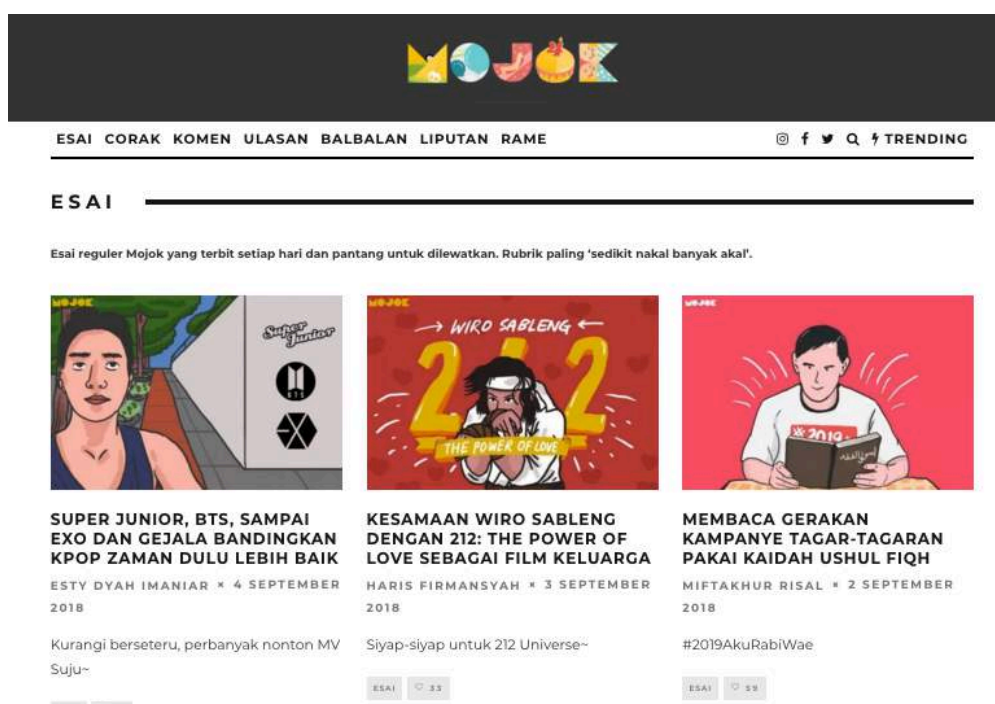 MOJOK
ESAI CORAK KOMEN ULASAN BALBALAN LIPUTAN RAME
TRENDING
ESAI
Esai reguler Mojok yang terbit setiap hari dan pantang untuk dilewatkan. Rubrik paling ‘sedikit nakal banyak akal’.
MOJOK
Super Junior
BTS
SUPER JUNIOR, BTS, SAMPAI
EXO DAN GEJALA BANDINGKAN
KPOP ZAMAN DULU LEBIH BAIK
ESTY DYAH IMANIAR × 4 SEPTEMBER
2018
Kurangi berseteru, perbanyak nonton MV
Suju~
MOJOK
WIRO SABLENG
212
THE POWER OF LOVE
KESAMAAN WIRO SABLENG
DENGAN 212: THE POWER OF
LOVE SEBAGAI FILM KELUARGA
HARIS FIRMANSYAH × 3 SEPTEMBER
2018
Siyap-siyap untuk 212 Universe~
ESAI 33
MOJOK
2019
MEMBACA GERAKAN
KAMPANYE TAGAR-TAGARAN
PAKAI KAIDAH USHUL FIQH
MIFTAKHUR RISAL × 2 SEPTEMBER
2018
#2019AkuRabiWae
ESAI 59